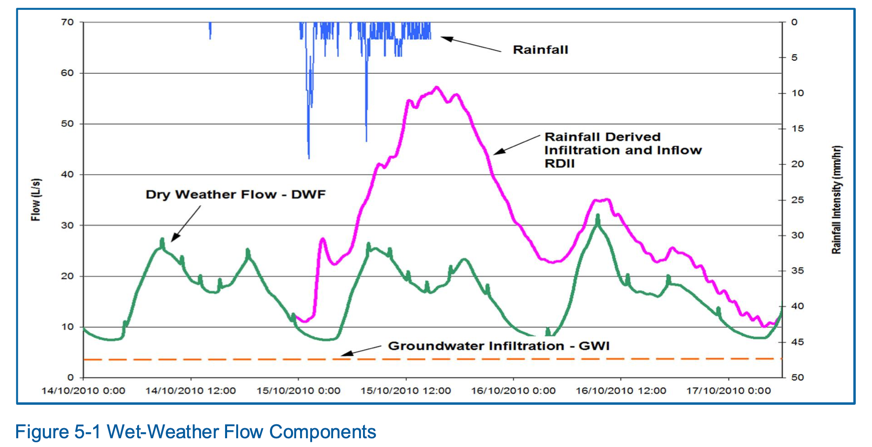 70
60
50
40
30
20
10
0
Flow (L/s)
0
5
10
15
20
25
30
35
40
45
50
Rainfall Intensity (mm/hr)
Rainfall
Rainfall Derived
Infiltration and Inflow
RDII
Dry Weather Flow - DWF
Groundwater Infiltration - GWI
14/10/2010 0:00
14/10/2010 12:00
15/10/2010 0:00
15/10/2010 12:00
16/10/2010 0:00
16/10/2010 12:00
17/10/2010 0:00
Figure 5-1 Wet-Weather Flow Components